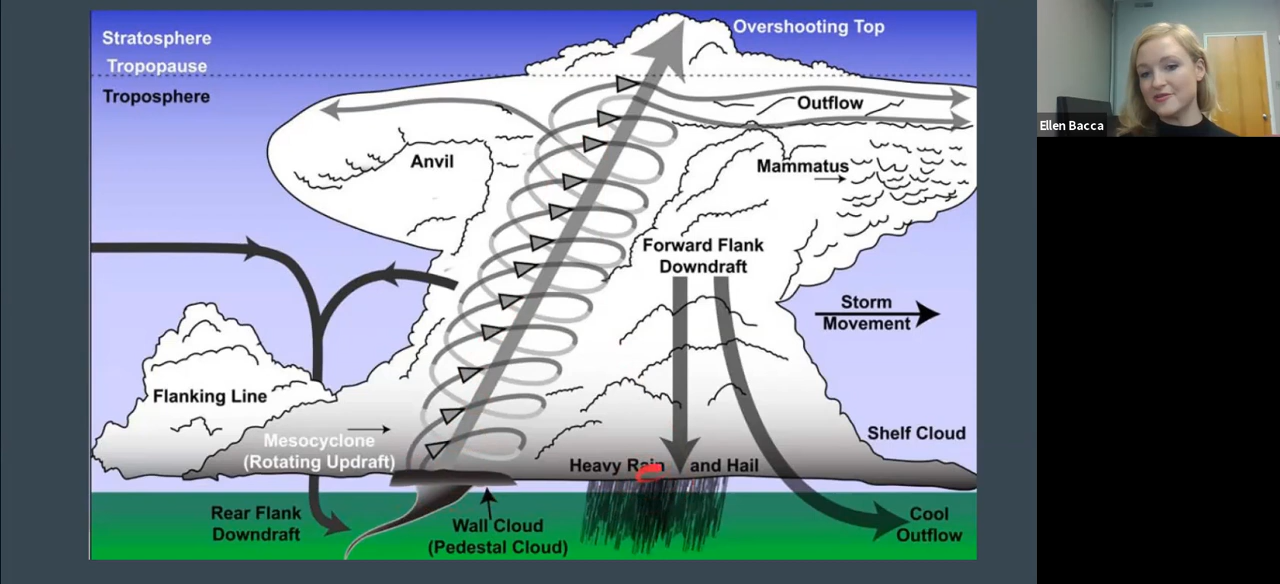 Stratosphere
Tropopause
Troposphere
Overshooting Top
Outflow
Anvil
Mammatus
Forward Flank
Downdraft
Storm
Movement
Flanking Line
Mesocyclone
(Rotating Updraft)
Shelf Cloud
Heavy Rain and Hail
Rear Flank
Downdraft
Wall Cloud
(Pedestal Cloud)
Cool
Outflow
Ellen Bacca